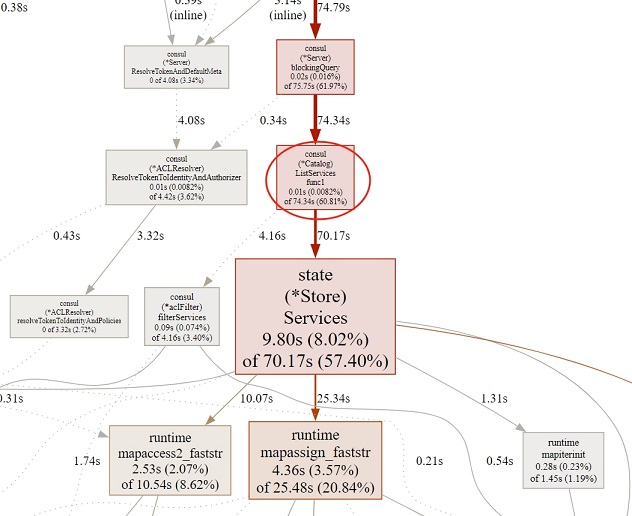 0.38s
(inline)
(inline)
74.79s
consul
(*Server)
ResolveTokenAndDefaultMeta
0 of 4.08s (3.34%)
consul
(*Server)
blockingQuery
0.02s (0.016%)
of 75.75s (61.97%)
4.08s
0.34s
74.34s
consul
(*ACLResolver)
ResolveTokenToIdentityAndAuthorizer
0.01s (0.0082%)
of 4.42s (3.62%)
consul
(*Catalog)
ListServices
func1
0.01s (0.0082%)
of 74.34s (60.81%)
0.43s
3.32s
4.16s
70.17s
consul
(*ACLResolver)
resolveTokenToIdentityAndPolicies
0 of 3.32s (2.72%)
consul
(*aclFilter)
filterServices
0.09s (0.074%)
of 4.16s (3.40%)
state
(*Store)
Services
9.80s (8.02%)
of 70.17s (57.40%)
0.31s
10.07s
25.34s
1.31s
runtime
mapaccess2_faststr
2.53s (2.07%)
of 10.54s (8.62%)
runtime
mapassign_faststr
4.36s (3.57%)
of 25.48s (20.84%)
runtime
mapiterinit
0.28s (0.23%)
of 1.45s (1.19%)
1.74s
0.21s
0.54s